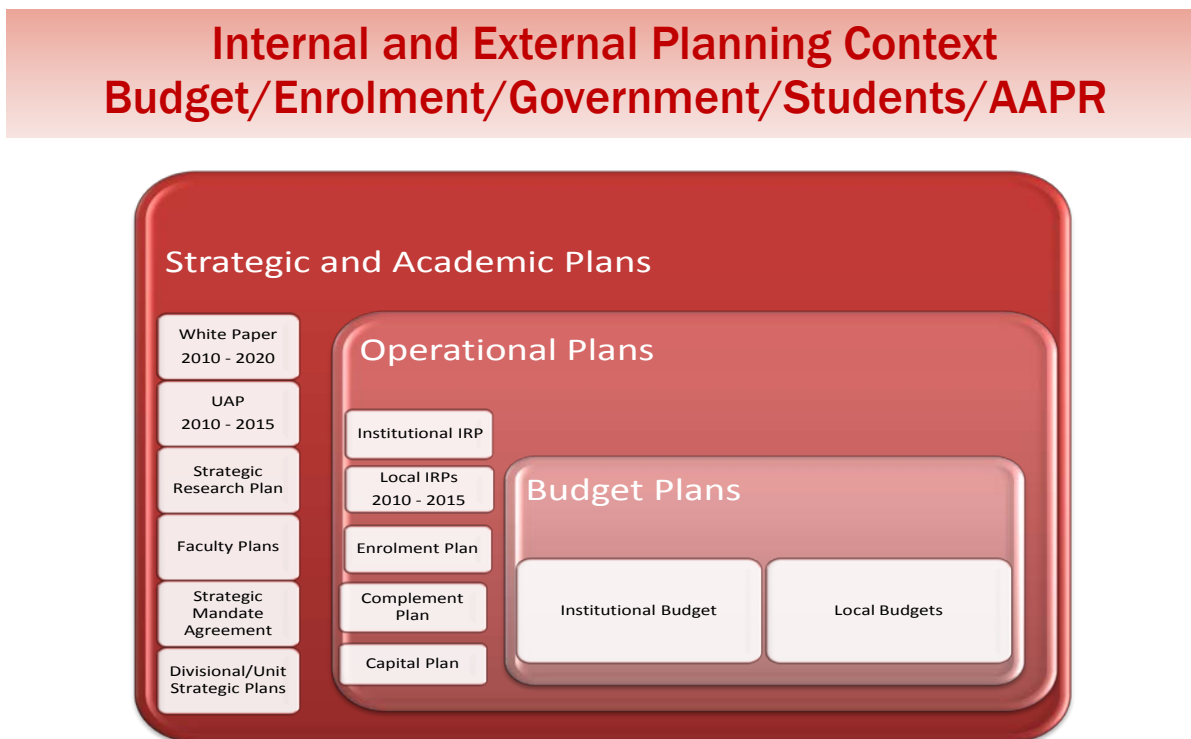 Internal and External Planning Context
Budget/Enrolment/Government/Students/AAPR
Strategic and Academic Plans
White Paper
2010 - 2020
UAP
2010 - 2015
Strategic
Research Plan
Faculty Plans
Strategic
Mandate
Agreement
Divisional/Unit
Strategic Plans
Operational Plans
Institutional IRP
Local IRPs
2010 - 2015
Enrolment Plan
Complement
Plan
Capital Plan
Budget Plans
Institutional Budget
Local Budgets